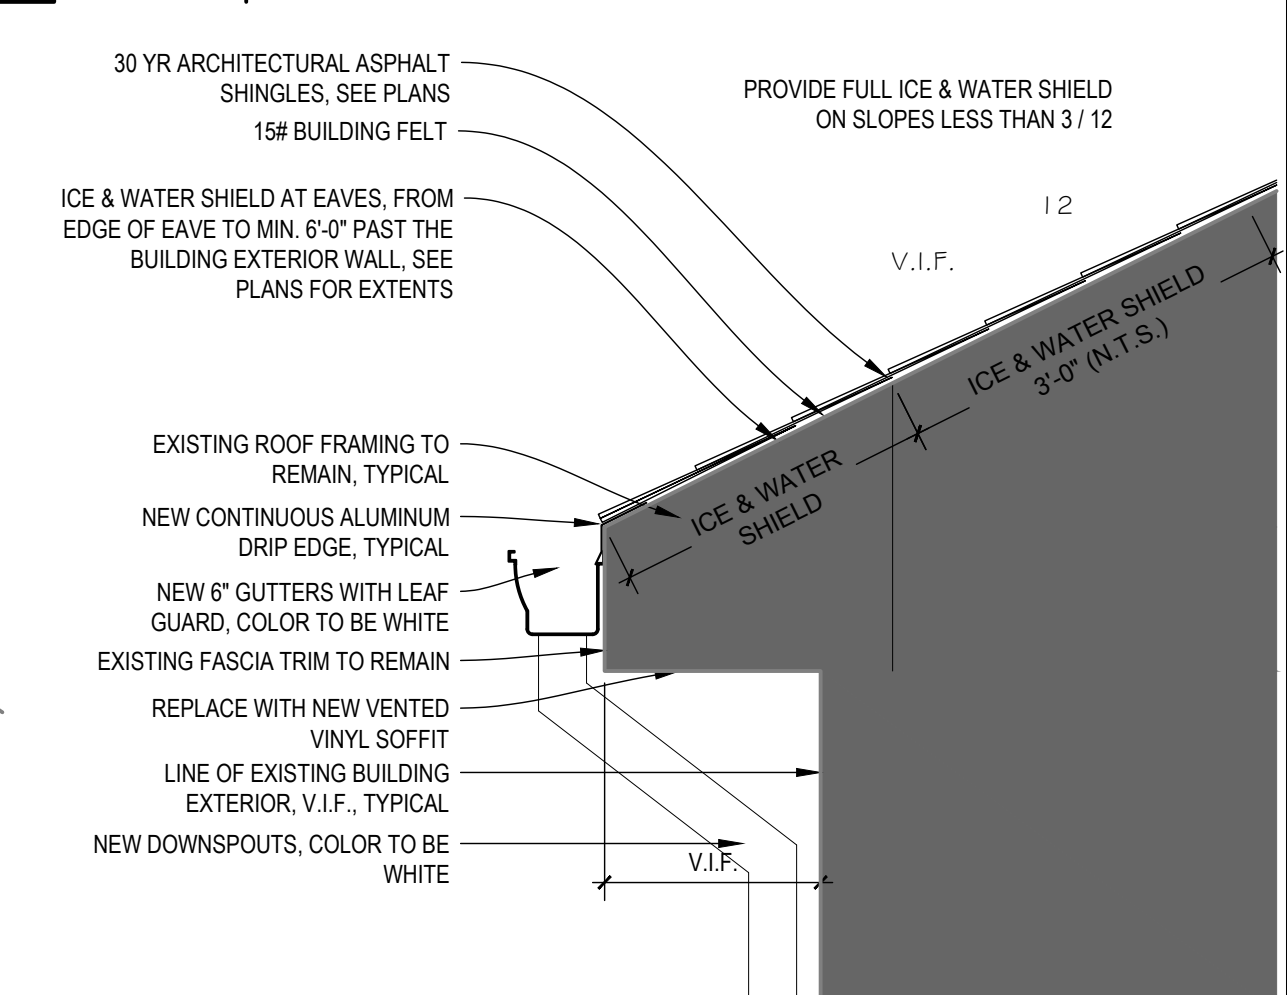 30 YR ARCHITECTURAL ASPHALT
SHINGLES, SEE PLANS
15# BUILDING FELT
ICE & WATER SHIELD AT EAVES, FROM
EDGE OF EAVE TO MIN. 6'-0" PAST THE
BUILDING EXTERIOR WALL, SEE
PLANS FOR EXTENTS
EXISTING ROOF FRAMING TO
REMAIN, TYPICAL
NEW CONTINUOUS ALUMINUM
DRIP EDGE, TYPICAL
NEW 6" GUTTERS WITH LEAF
GUARD, COLOR TO BE WHITE
EXISTING FASCIA TRIM TO REMAIN
REPLACE WITH NEW VENTED
VINYL SOFFIT
LINE OF EXISTING BUILDING
EXTERIOR, V.I.F., TYPICAL
NEW DOWNSPOUTS, COLOR TO BE
WHITE
PROVIDE FULL ICE & WATER SHIELD
ON SLOPES LESS THAN 3 / 12
12
V.I.F.
ICE & WATER SHIELD
3'-0" (N.T.S.)
ICE & WATER
SHIELD
V.I.F.